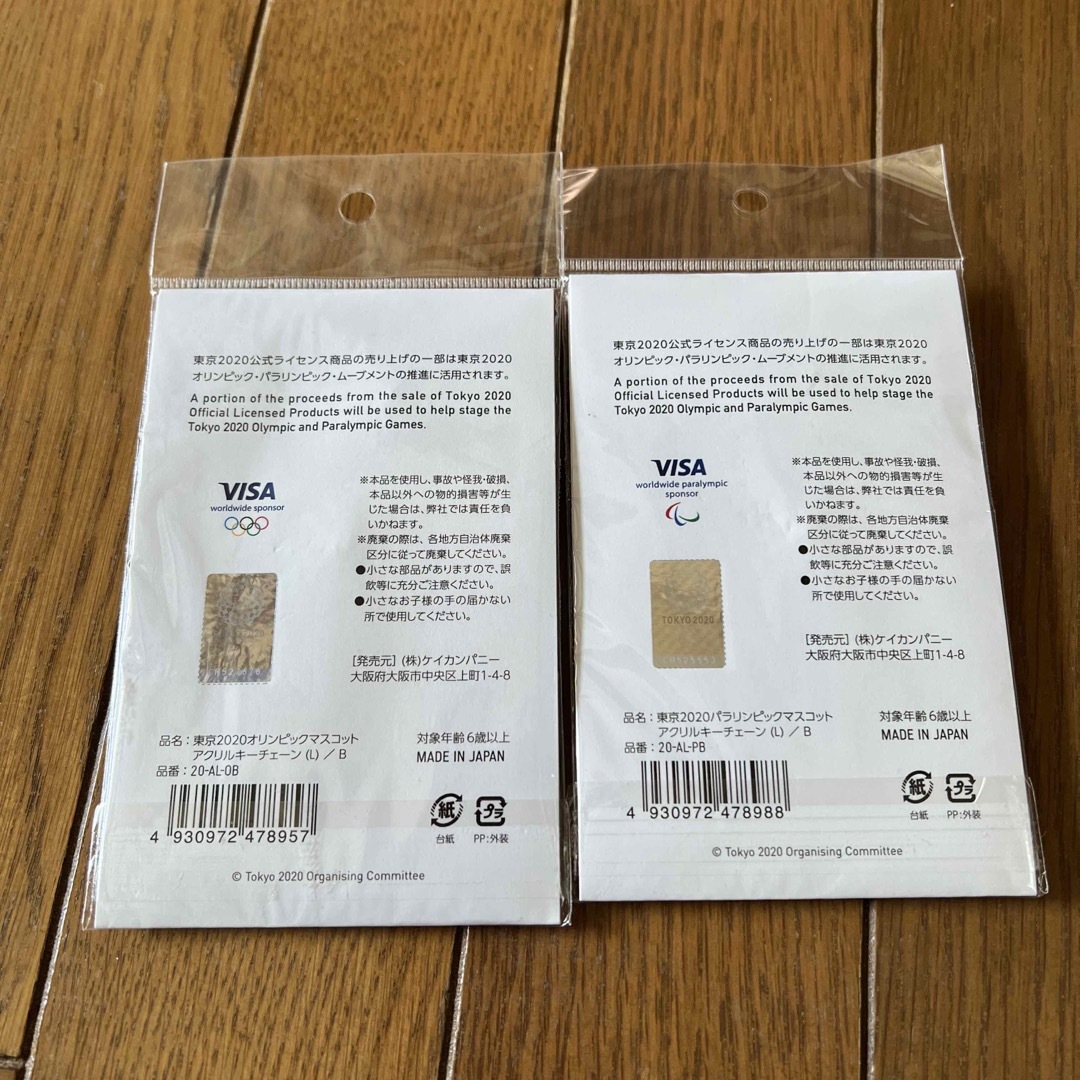 東京2020公式ライセンス商品の売り上げの一部は東京2020
オリンピック・パラリンピック・ムーブメントの推進に活用されます。
A portion of the proceeds from the sale of Tokyo 2020
Official Licensed Products will be used to help stage the
Tokyo 2020 Olympic and Paralympic Games.
VISA
worldwide sponsor
※本品を使用し、事故や怪我・破損、
本品以外への物的損害等が生
じた場合は、弊社では責任を負
いかねます。
※廃棄の際は、各地方自治体廃棄
区分に従って廃棄してください。
●小さな部品がありますので、誤
飲等に充分ご注意ください。
●小さなお子様の手の届かない
所で使用してください。
[発売元] (株)ケイカンパニー
大阪府大阪市中央区上町1-4-8
品名:東京2020オリンピックマスコット
アクリルキーチェーン (L) / B
品番:20-AL-OB
対象年齢6歳以上
MADE IN JAPAN
4 930972 478957
紙
台紙
プラ
PP:外装
© Tokyo 2020 Organising Committee
東京2020公式ライセンス商品の売り上げの一部は東京2020
オリンピック・パラリンピック・ムーブメントの推進に活用されます。
A portion of the proceeds from the sale of Tokyo 2020
Official Licensed Products will be used to help stage the
Tokyo 2020 Olympic and Paralympic Games.
VISA
worldwide paralympic
sponsor
※本品を使用し、事故や怪我・破損、
本品以外への物的損害等が生
じた場合は、弊社では責任を負
いかねます。
※廃棄の際は、各地方自治体廃棄
区分に従って廃棄してください。
●小さな部品がありますので、誤
飲等に充分ご注意ください。
●小さなお子様の手の届かない
所で使用してください。
TOKYO 2020
[発売元] (株)ケイカンパニー
大阪府大阪市中央区上町1-4-8
品名:東京2020パラリンピックマスコット
アクリルキーチェーン (L) / B
品番:20-AL-PB
対象年齢6歳以上
MADE IN JAPAN
4 930972 478988
紙
台紙
プラ
PP:外装
© Tokyo 2020 Organising Committee